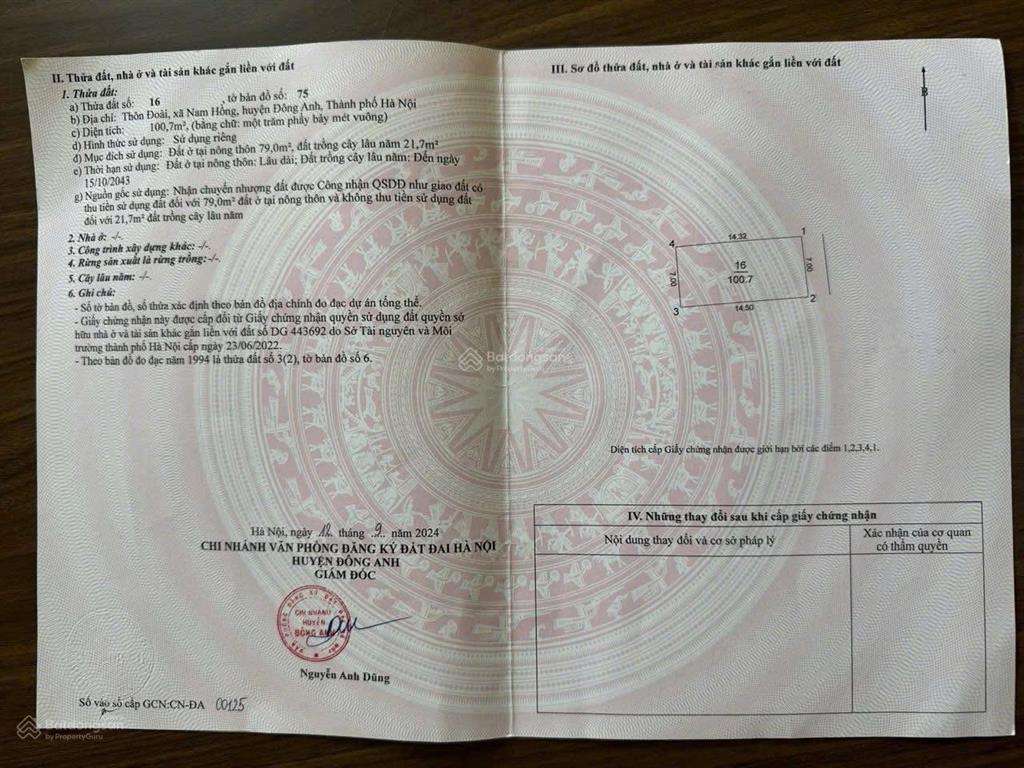 II. Thửa đất, nhà ở và tài sản khác gắn liền với đất
1. Thửa đất:
a) Thửa đất số: 16 , tờ bản đồ số: 75
b) Địa chỉ: Thôn Đoài, xã Nam Hồng, huyện Đông Anh, Thành phố Hà Nội
c) Diện tích: 100,7m², (bằng chữ: một trăm phẩy bảy mét vuông)
d) Hình thức sử dụng: Sử dụng riêng
đ) Mục đích sử dụng: Đất ở tại nông thôn 79,0m², đất trồng cây lâu năm 21,7m²
e) Thời hạn sử dụng: Đất ở tại nông thôn: Lâu dài; Đất trồng cây lâu năm: Đến ngày
15/10/2043
g) Nguồn gốc sử dụng: Nhận chuyển nhượng đất được Công nhận QSDĐ như giao đất có
thu tiền sử dụng đất đối với 79,0m² đất ở tại nông thôn và không thu tiền sử dụng đất
đối với 21,7m² đất trồng cây lâu năm
2. Nhà ở: -/-.
3. Công trình xây dựng khác: -/-.
4. Rừng sản xuất là rừng trồng: -/-.
5. Cây lâu năm: -/-.
6. Ghi chú:
- Số tờ bản đồ, số thửa xác định theo bản đồ địa chính đo đạc dự án tổng thể.
- Giấy chứng nhận này được cấp đổi từ Giấy chứng nhận quyền sử dụng đất quyền sở
hữu nhà ở và tài sản khác gắn liền với đất số DG 443692 do Sở Tài nguyên và Môi
trường thành phố Hà Nội cấp ngày 23/06/2022.
- Theo bản đồ đo đạc năm 1994 là thửa đất số 3(2), tờ bản đồ số 6.
Hà Nội, ngày 12 tháng 9 năm 2024
CHI NHÁNH VĂN PHÒNG ĐĂNG KÝ ĐẤT ĐAI HÀ NỘI
HUYỆN ĐÔNG ANH
GIÁM ĐỐC
CHI NHÁNH
HUYỆN
ĐÔNG ANH
Nguyễn Anh Dũng
Số vào sổ cấp GCN:CN-ĐA 00125
III. Sơ đồ thửa đất, nhà ở và tài sản khác gắn liền với đất
B
4 14.32 1
7.00 16 7.00
100.7
3 14.50 2
Diện tích cấp Giấy chứng nhận được giới hạn bởi các điểm 1,2,3,4,1.
IV. Những thay đổi sau khi cấp giấy chứng nhận
Nội dung thay đổi và cơ sở pháp lý
Xác nhận của cơ quan
có thẩm quyền
Batdongsan
by PropertyGuru
Batdongsan
by PropertyGuru